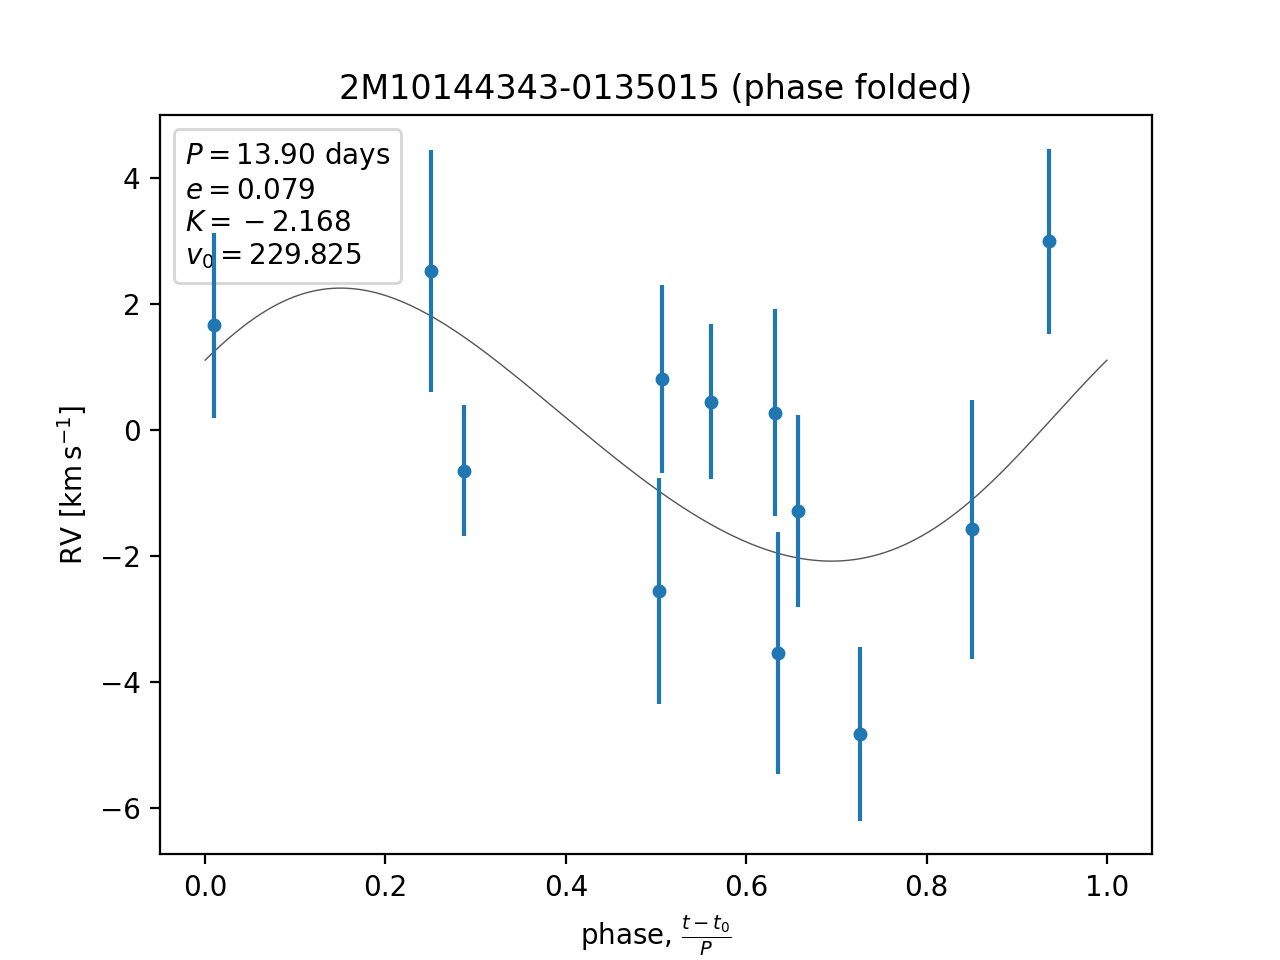 2M10144343-0135015 (phase folded)
P = 13.90 days
e = 0.079
K = −2.168
v₀ = 229.825
4
2
0
−2
−4
−6
RV [km s⁻¹]
0.0 0.2 0.4 0.6 0.8 1.0
phase, (t − t₀)/P